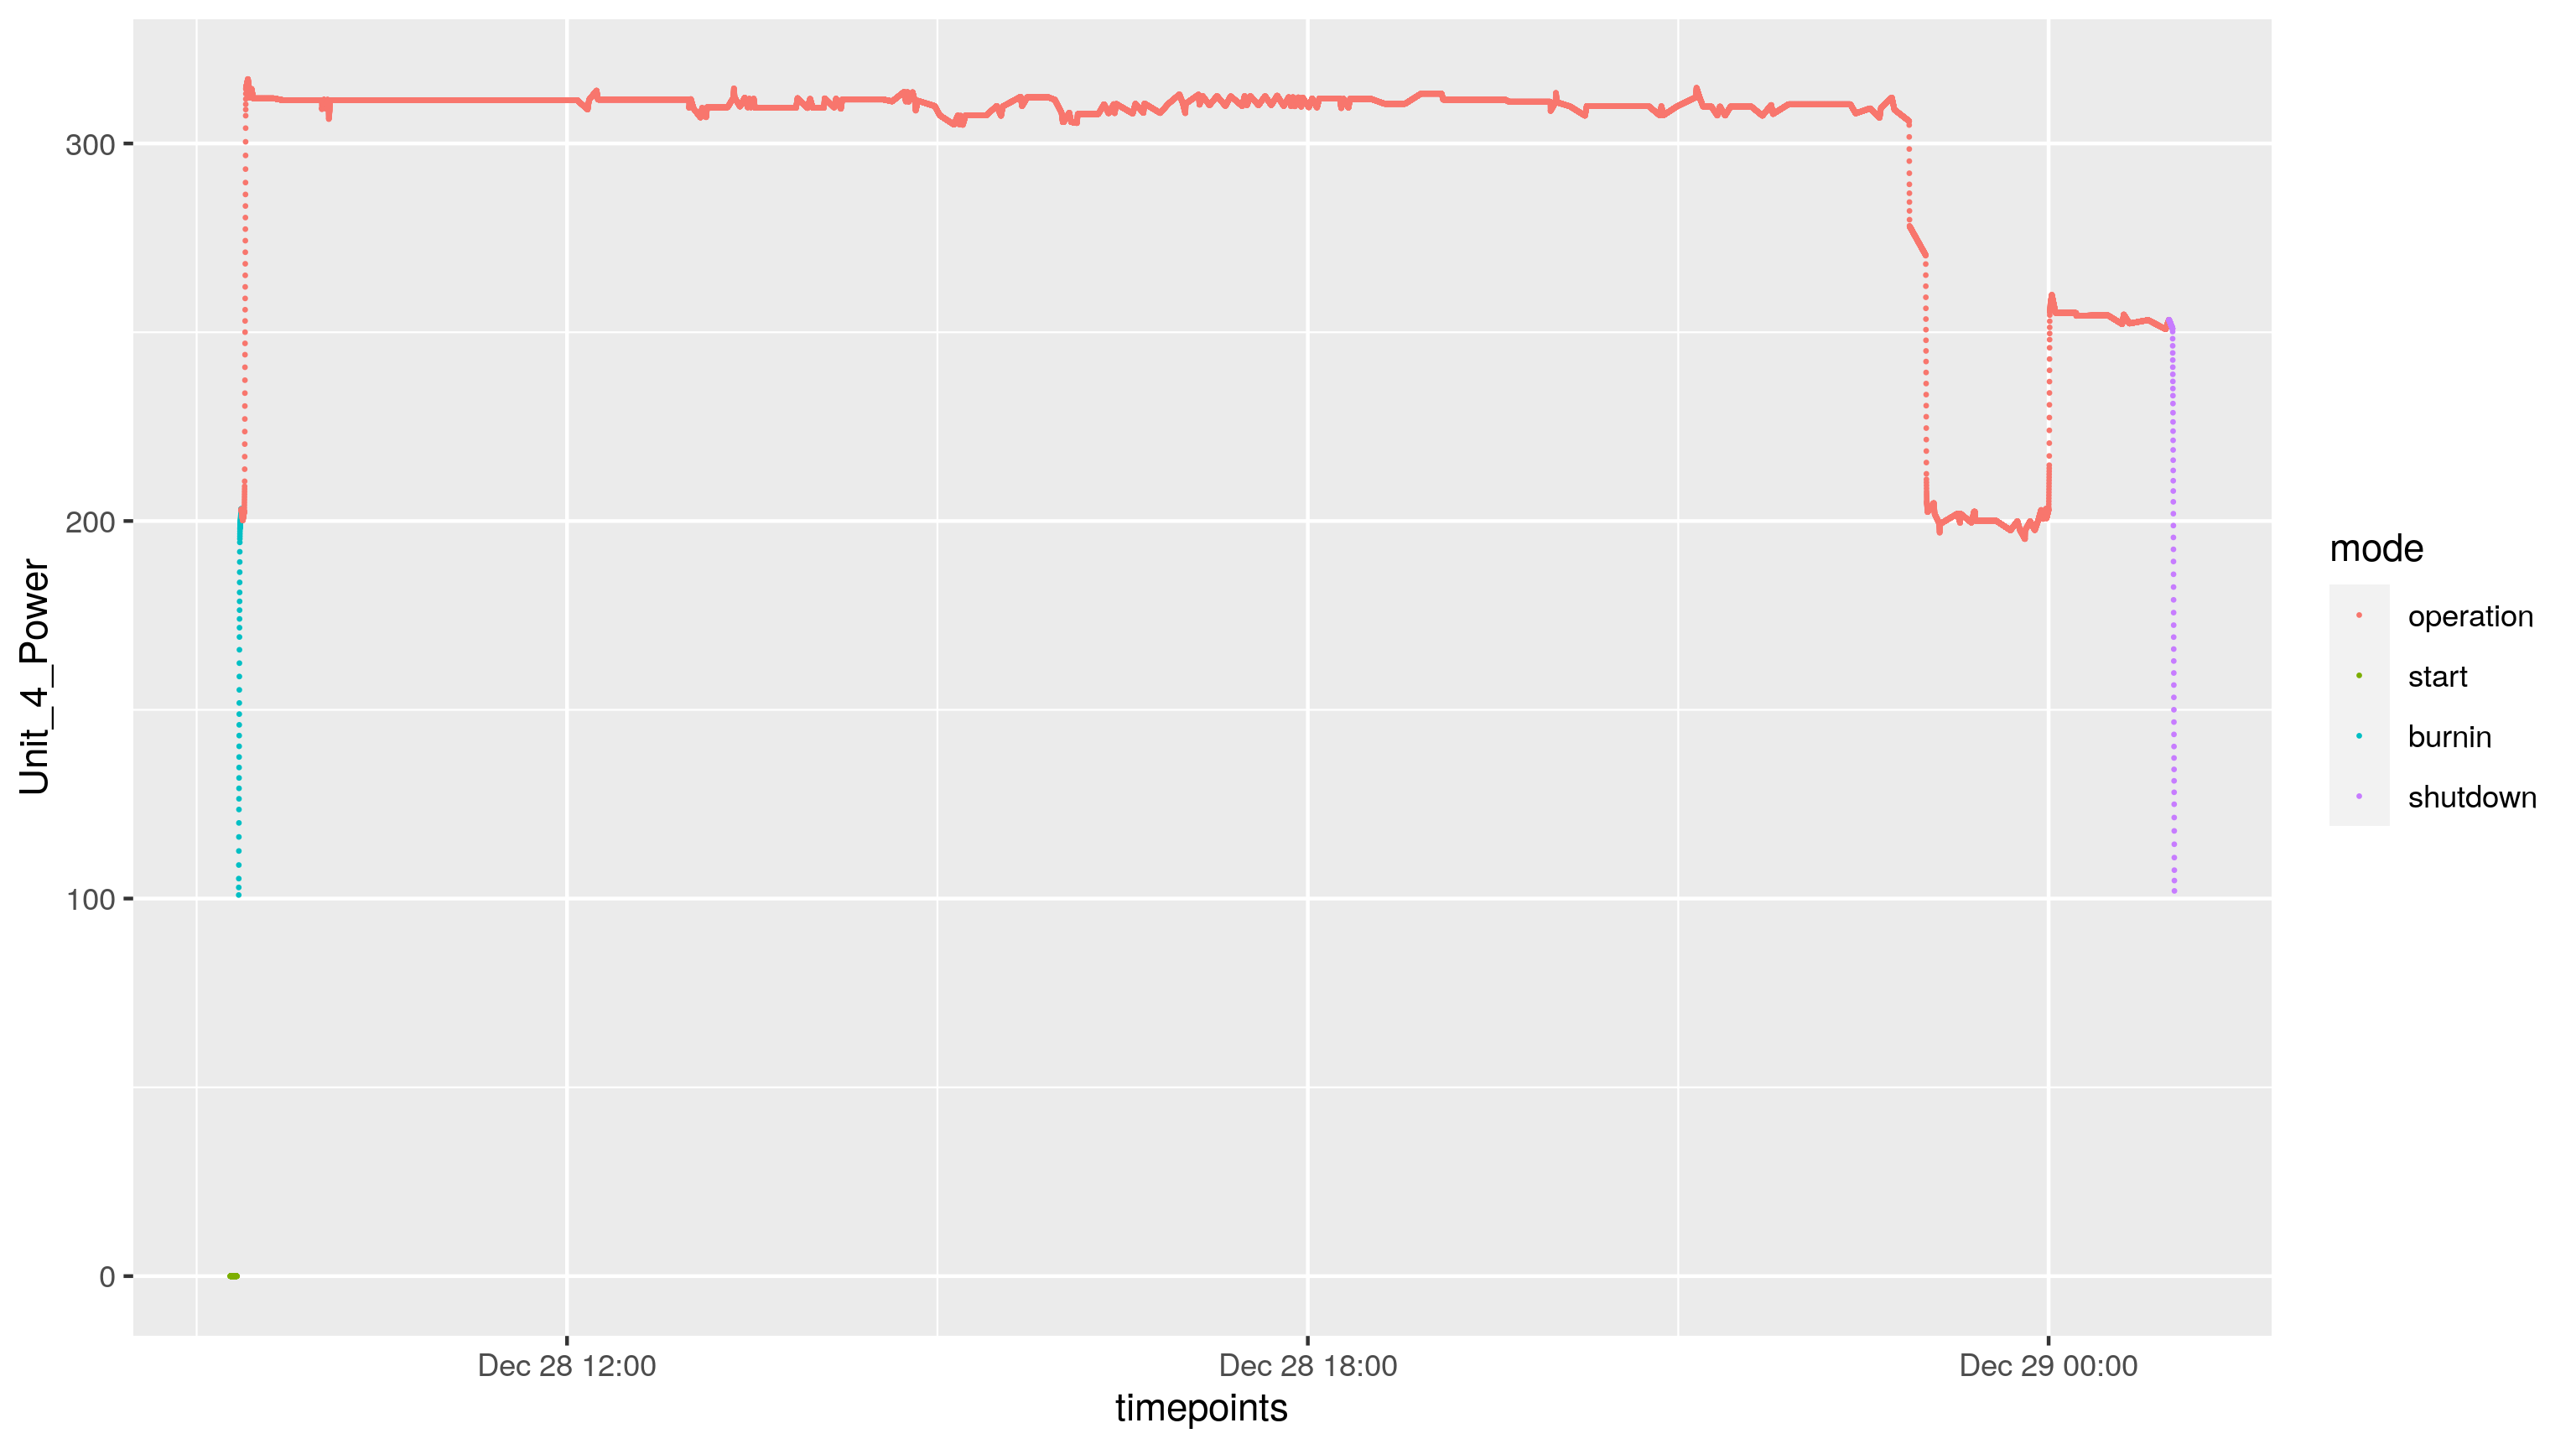 Unit_4_Power
300
200
100
0
Dec 28 12:00
Dec 28 18:00
Dec 29 00:00
timepoints
mode
operation
start
burnin
shutdown